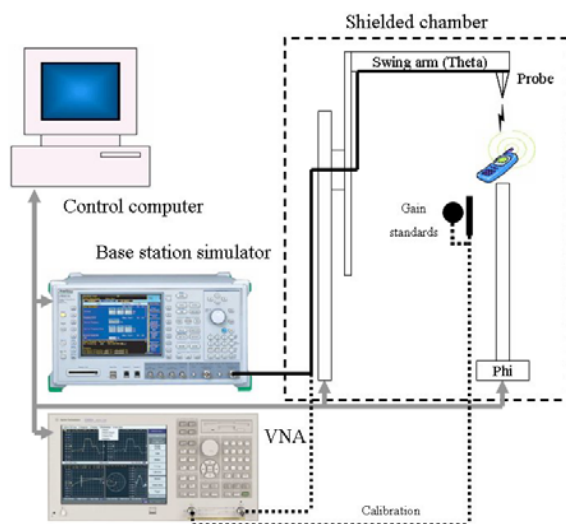 Shielded chamber
Swing arm (Theta)
Probe
Control computer
Gain
standards
Base station simulator
Phi
VNA
Calibration